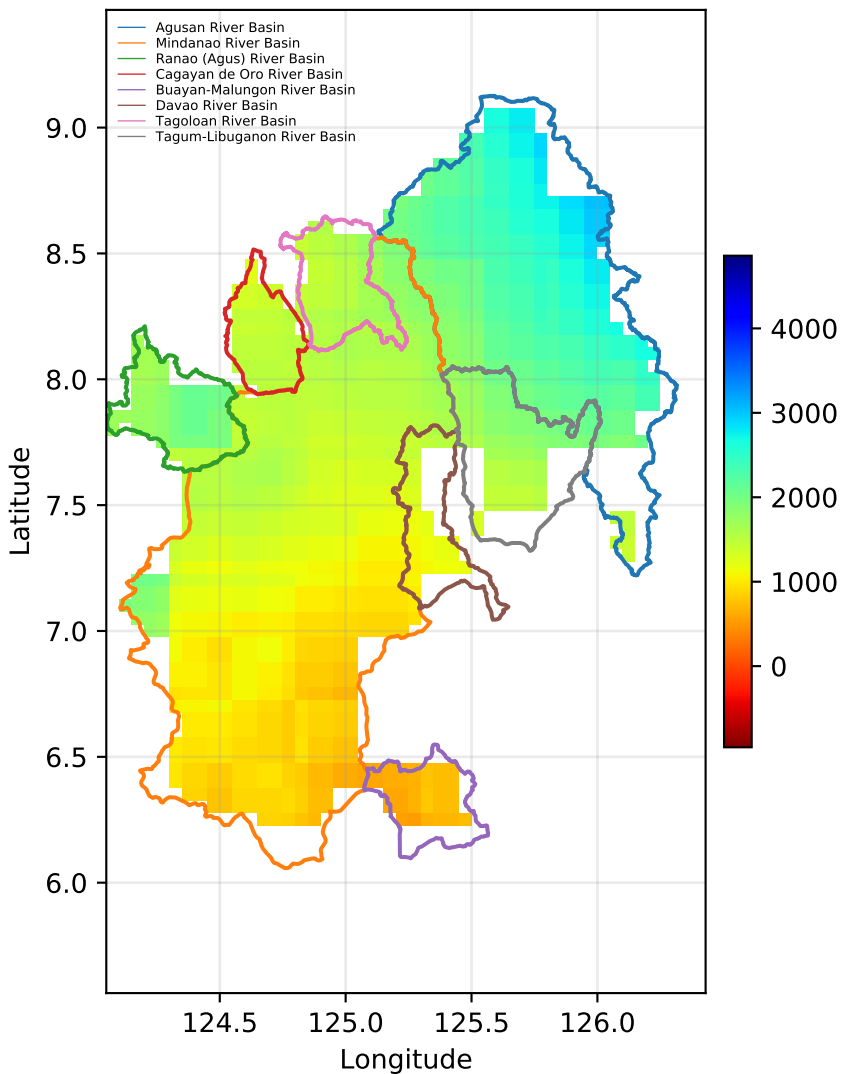 Agusan River Basin
Mindanao River Basin
Ranao (Agus) River Basin
Cagayan de Oro River Basin
Buayan-Malungon River Basin
Davao River Basin
Tagoloan River Basin
Tagum-Libuganon River Basin
9.0
8.5
8.0
7.5
7.0
6.5
6.0
Latitude
124.5 125.0 125.5 126.0
Longitude
4000
3000
2000
1000
0